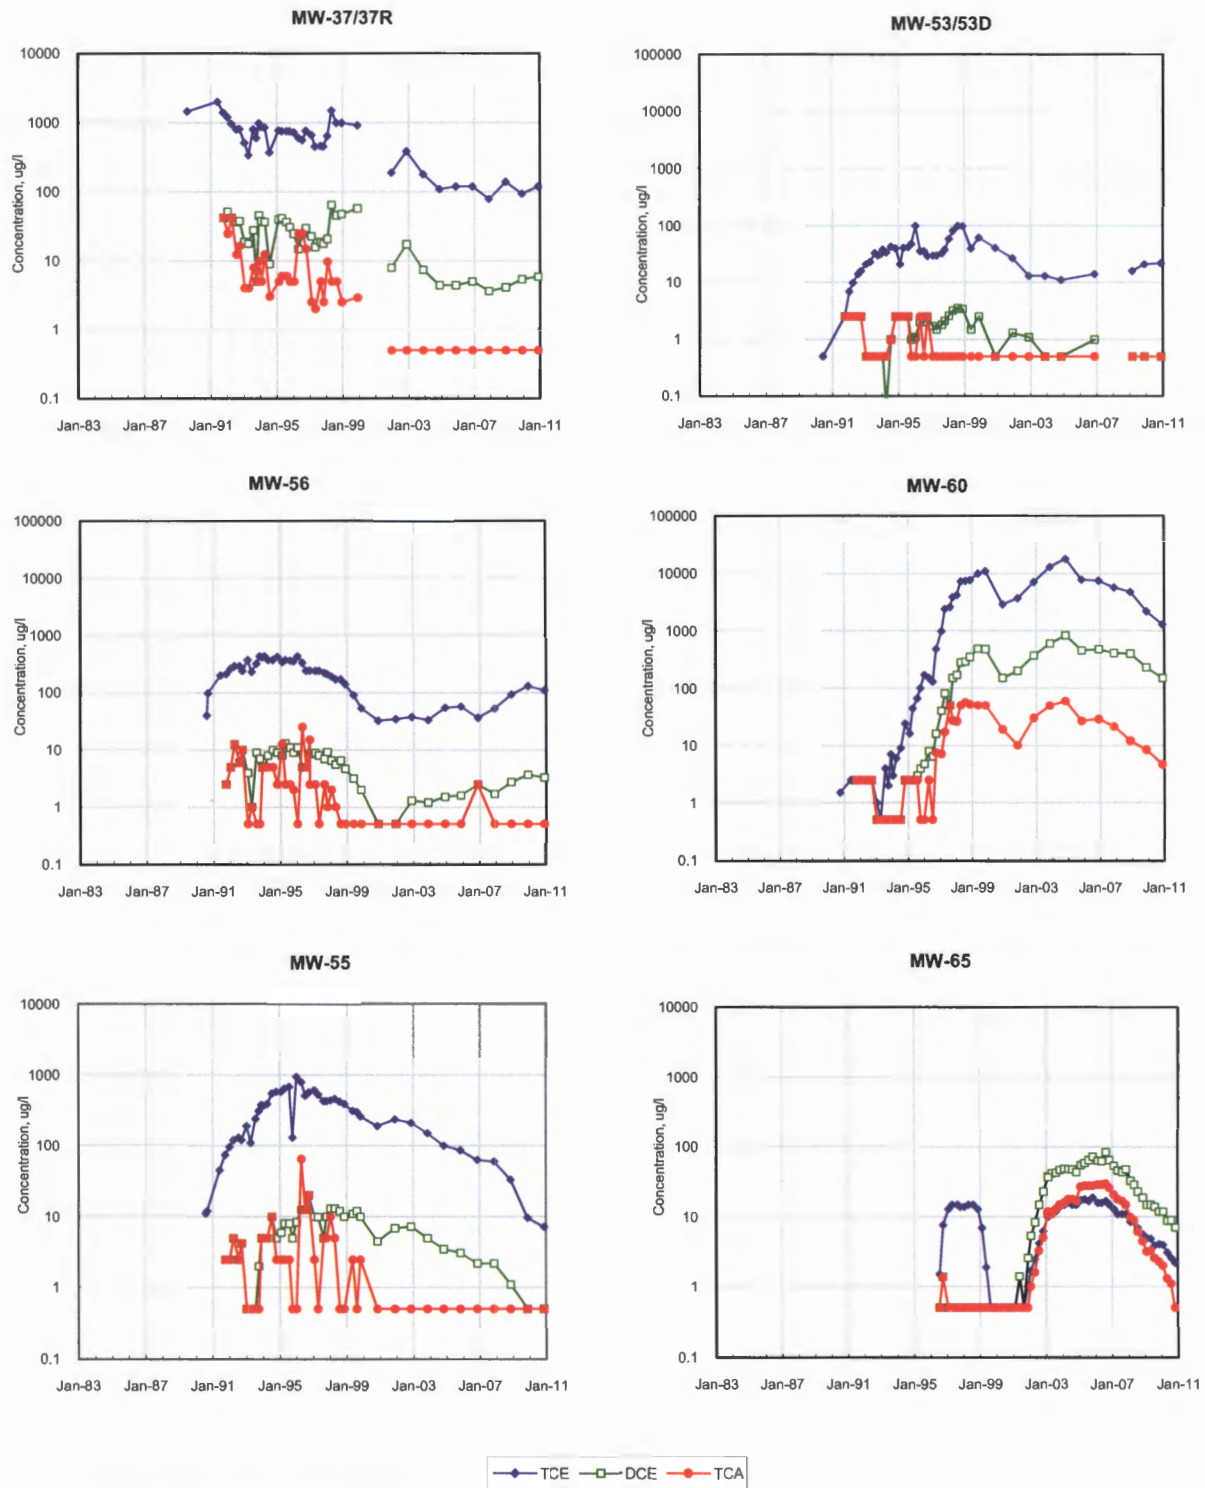 MW-37/37R
10000
1000
100
10
1
0.1
Concentration, ug/l
Jan-83 Jan-87 Jan-91 Jan-95 Jan-99 Jan-03 Jan-07 Jan-11
MW-53/53D
100000
10000
1000
100
10
1
0.1
Concentration, ug/l
Jan-83 Jan-87 Jan-91 Jan-95 Jan-99 Jan-03 Jan-07 Jan-11
MW-56
100000
10000
1000
100
10
1
0.1
Concentration, ug/l
Jan-83 Jan-87 Jan-91 Jan-95 Jan-99 Jan-03 Jan-07 Jan-11
MW-60
100000
10000
1000
100
10
1
0.1
Concentration, ug/l
Jan-83 Jan-87 Jan-91 Jan-95 Jan-99 Jan-03 Jan-07 Jan-11
MW-55
10000
1000
100
10
1
0.1
Concentration, ug/l
Jan-83 Jan-87 Jan-91 Jan-95 Jan-99 Jan-03 Jan-07 Jan-11
MW-65
10000
1000
100
10
1
0.1
Concentration, ug/l
Jan-83 Jan-87 Jan-91 Jan-95 Jan-99 Jan-03 Jan-07 Jan-11
TCE DCE TCA